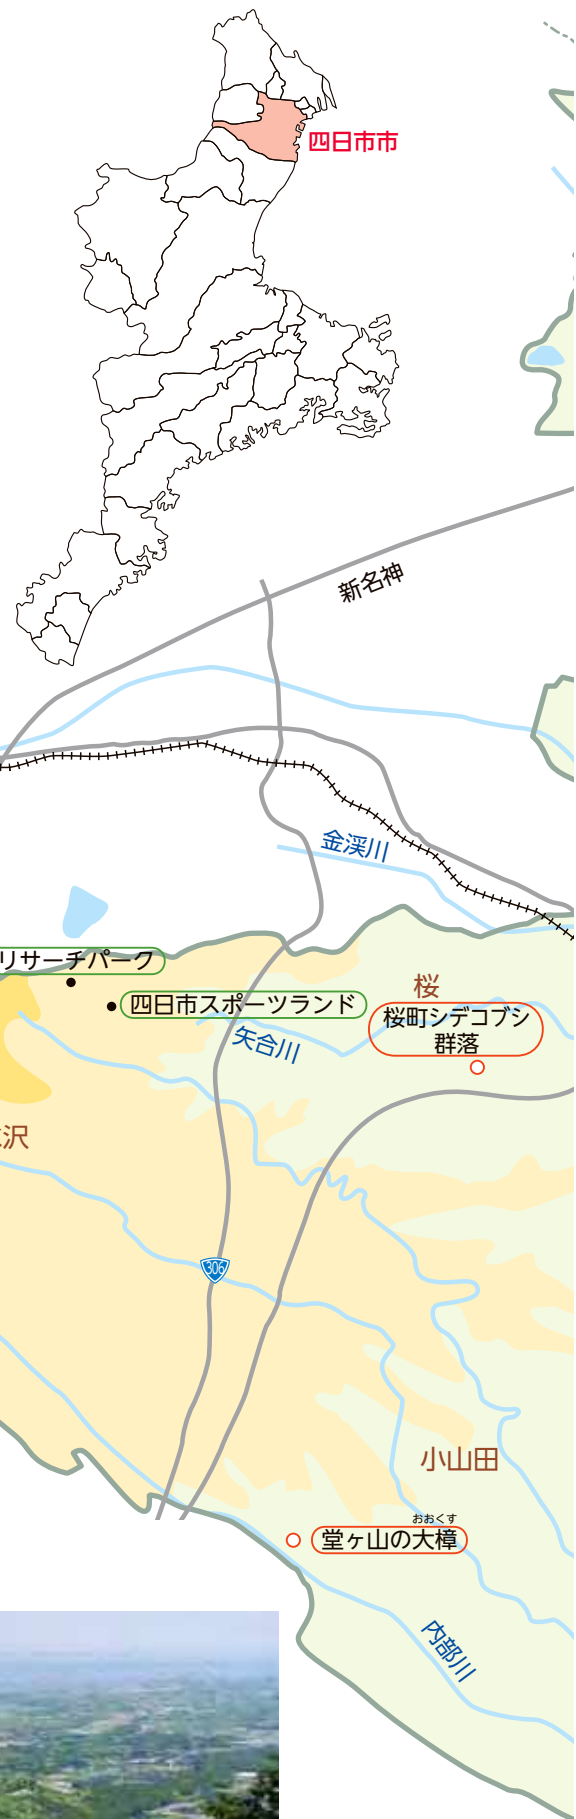 四日市市
新名神
金渓川
リサーチパーク
四日市スポーツランド
桜
桜町シデコブシ
群落
矢合川
沢
306
小山田
おおくす
堂ヶ山の大樟
内部川